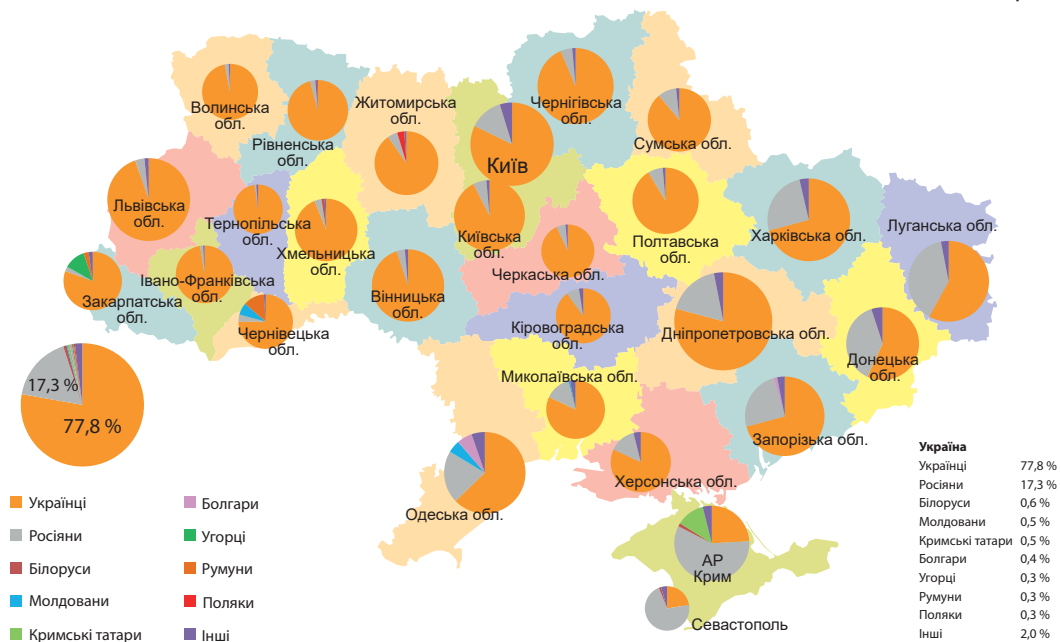 Волинська
обл.
Рівненська
обл.
Житомирська
обл.
Київ
Чернігівська
обл.
Сумська обл.
Львівська
обл.
Тернопільська
обл.
Хмельницька
обл.
Київська
обл.
Черкаська обл.
Полтавська
обл.
Харківська обл.
Луганська обл.
Закарпатська
обл.
Івано-Франківська
обл.
Чернівецька
обл.
Вінницька
обл.
Кіровоградська
обл.
Дніпропетровська обл.
Донецька
обл.
Миколаївська обл.
Запорізька обл.
Одеська обл.
Херсонська обл.
АР
Крим
Севастополь
17,3 %
77,8 %
Українці
Росіяни
Білоруси
Молдовани
Кримські татари
Болгари
Угорці
Румуни
Поляки
Інші
Україна
Українці 77,8 %
Росіяни 17,3 %
Білоруси 0,6 %
Молдовани 0,5 %
Кримські татари 0,5 %
Болгари 0,4 %
Угорці 0,3 %
Румуни 0,3 %
Поляки 0,3 %
Інші 2,0 %